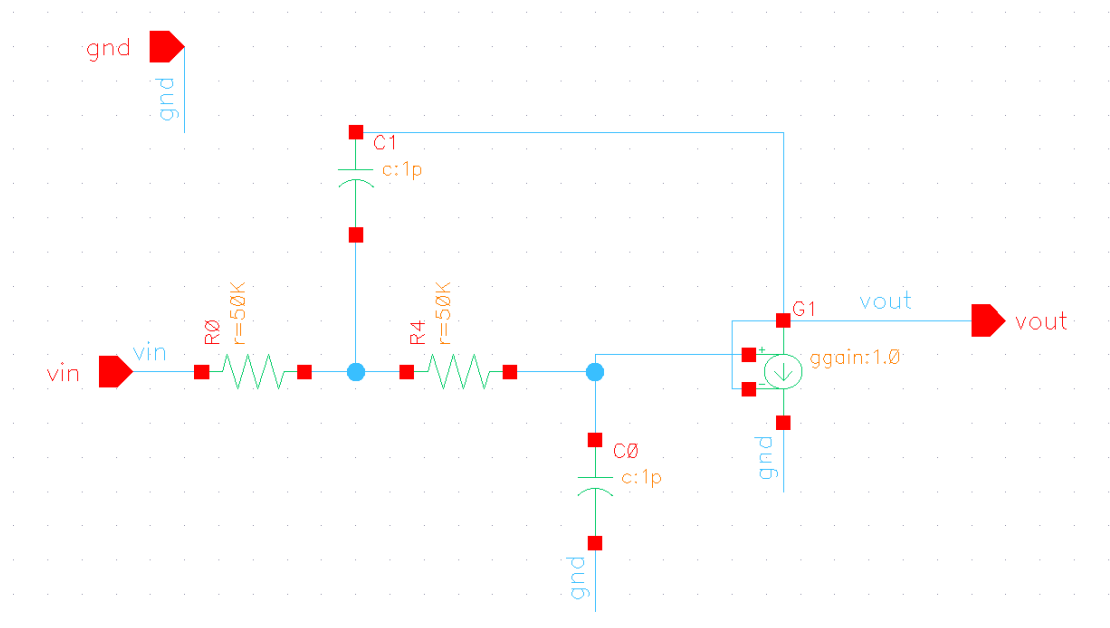 gnd
gnd
C1
c:1p
r=50K
R0
r=50K
R4
G1
vout
vout
vin
vin
+
ggain:1.0
-
gnd
C0
c:1p
gnd